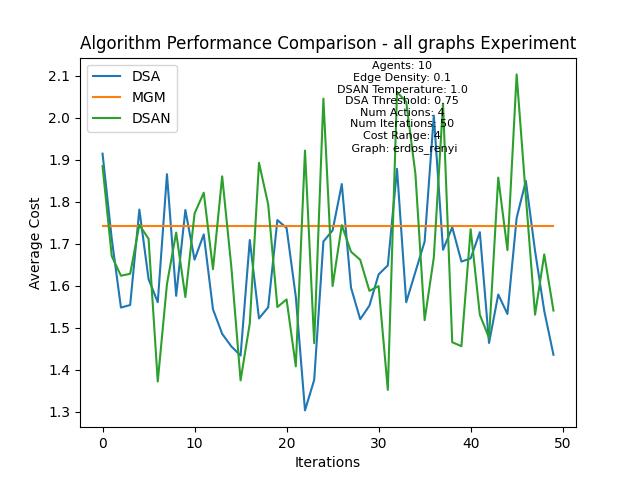 Algorithm Performance Comparison - all graphs Experiment
DSA
MGM
DSAN
Agents: 10
Edge Density: 0.1
DSAN Temperature: 1.0
DSA Threshold: 0.75
Num Actions: 4
Num Iterations: 50
Cost Range: 4
Graph: erdos_renyi
Average Cost
2.1
2.0
1.9
1.8
1.7
1.6
1.5
1.4
1.3
0
10
20
30
40
50
Iterations